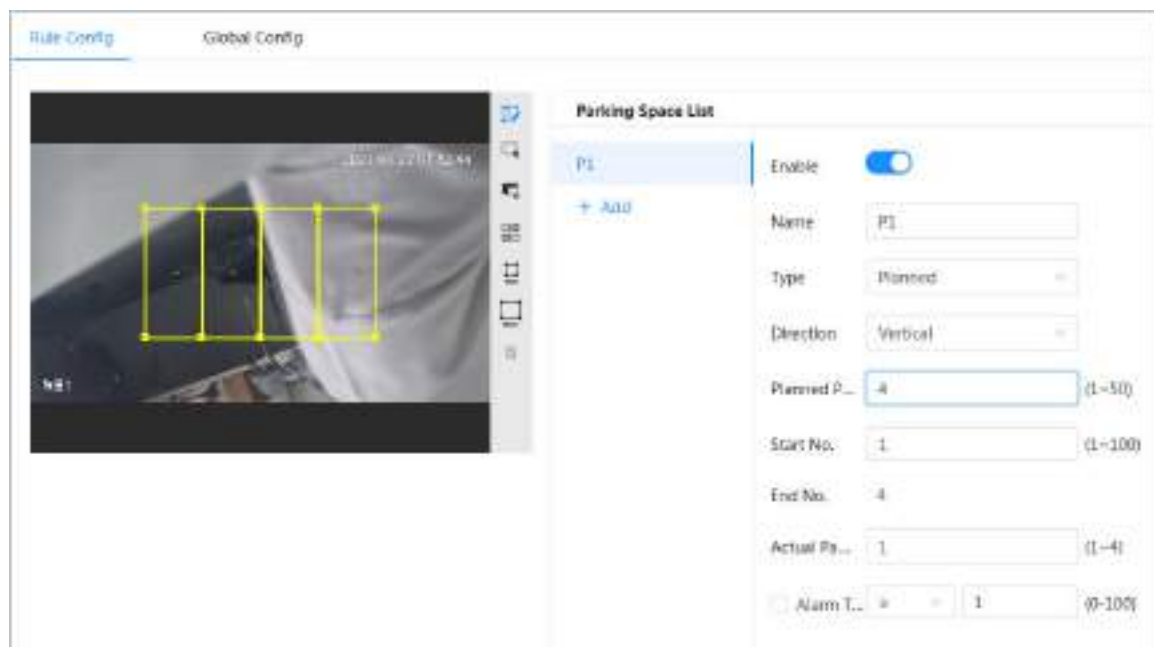 Rule Config Global Config
Parking Space List
P1
+ Add
Enable
Name P1
Type Planned
Direction Vertical
Planned P... 4 (1~50)
Start No. 1 (1~100)
End No. 4
Actual Pa... 1 (1~4)
Alarm T... 1 (0-100)